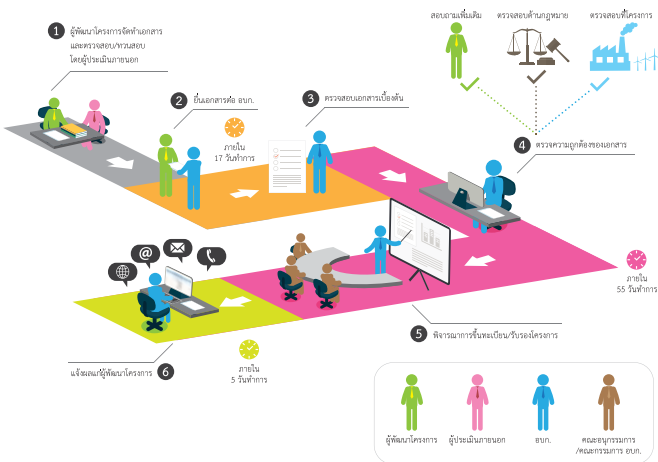 สอบถามเพิ่มเติม
ตรวจสอบด้านกฎหมาย
ตรวจสอบที่โครงการ
1 ผู้พัฒนาโครงการจัดทำเอกสาร
และตรวจสอบ/ทวนสอบ
โดยผู้ประเมินภายนอก
2 ยื่นเอกสารต่อ อบก.
3 ตรวจสอบเอกสารเบื้องต้น
ภายใน
17 วันทำการ
4 ตรวจความถูกต้องของเอกสาร
@
ภายใน
55 วันทำการ
5 พิจารณาการขึ้นทะเบียน/รับรองโครงการ
แจ้งผลแก่ผู้พัฒนาโครงการ 6
ภายใน
5 วันทำการ
ผู้พัฒนาโครงการ
ผู้ประเมินภายนอก
อบก.
คณะอนุกรรมการ
/คณะกรรมการ อบก.